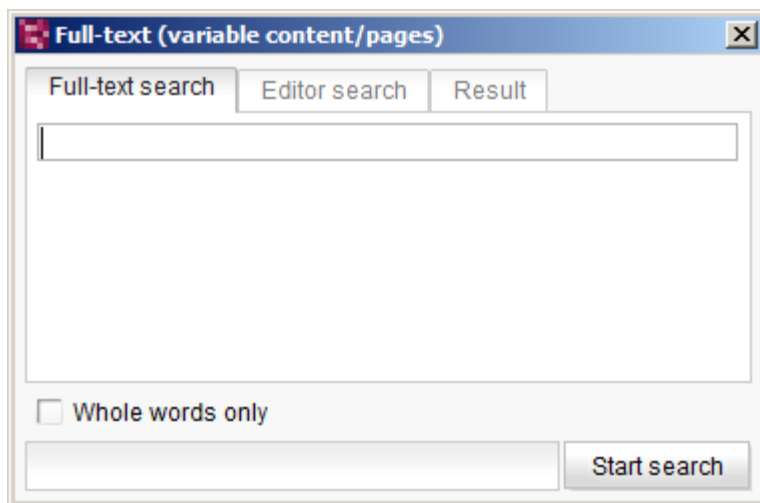 Full-text (variable content/pages)
Full-text search Editor search Result
Whole words only
Start search